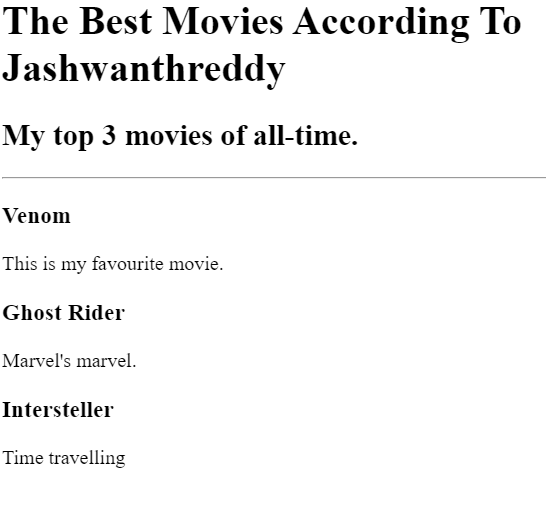 The Best Movies According To
Jashwanthreddy
My top 3 movies of all-time.
Venom
This is my favourite movie.
Ghost Rider
Marvel's marvel.
Intersteller
Time travelling